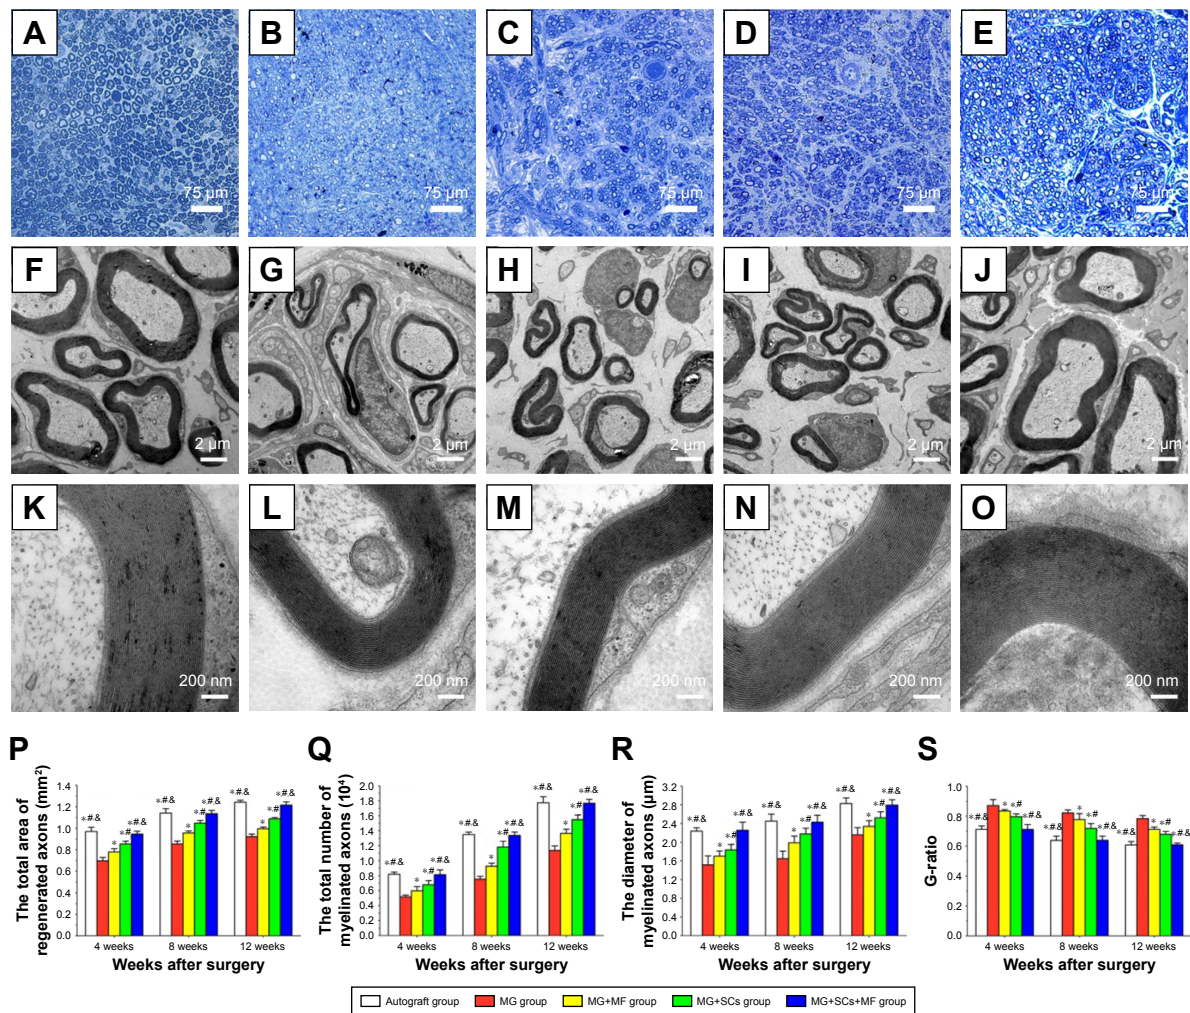 A B C D E
75 µm 75 µm 75 µm 75 µm 75 µm
F G H I J
2 µm 2 µm 2 µm 2 µm 2 µm
K L M N O
200 nm 200 nm 200 nm 200 nm 200 nm
P
The total area of
regenerated axons (mm²)
1.4
1.2
1.0
0.8
0.6
0.4
0.2
0.0
*#& * *# *#&
*#& * *# *#&
*#& * *# *#&
4 weeks 8 weeks 12 weeks
Weeks after surgery
Q
The total number of
myelinated axons (10⁴)
2.0
1.8
1.6
1.4
1.2
1.0
0.8
0.6
0.4
0.2
0
*#& * *# *#&
*#& * *# *#&
*#& * *# *#&
4 weeks 8 weeks 12 weeks
Weeks after surgery
R
The diameter of
myelinated axons (µm)
3.2
2.8
2.4
2.0
1.6
1.2
0.8
0.4
0.0
*#& * *# *#&
*#& * *# *#&
*#& * *# *#&
4 weeks 8 weeks 12 weeks
Weeks after surgery
S
G-ratio
1.0
0.8
0.6
0.4
0.2
0.0
*#& * *# *#&
*#& * *# *#&
*#& * *# *#&
4 weeks 8 weeks 12 weeks
Weeks after surgery
Autograft group MG group MG+MF group MG+SCs group MG+SCs+MF group